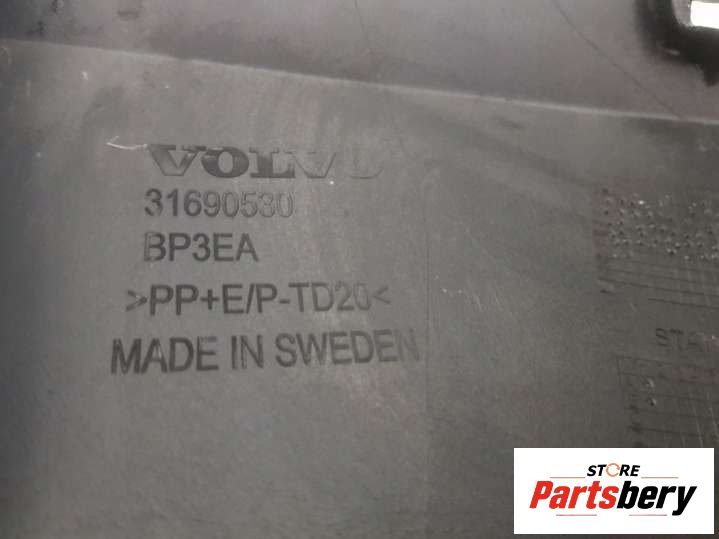 VOLVO
31690530
BP3EA
>PP+E/P-TD20<
MADE IN SWEDEN
STORE
Partsbery